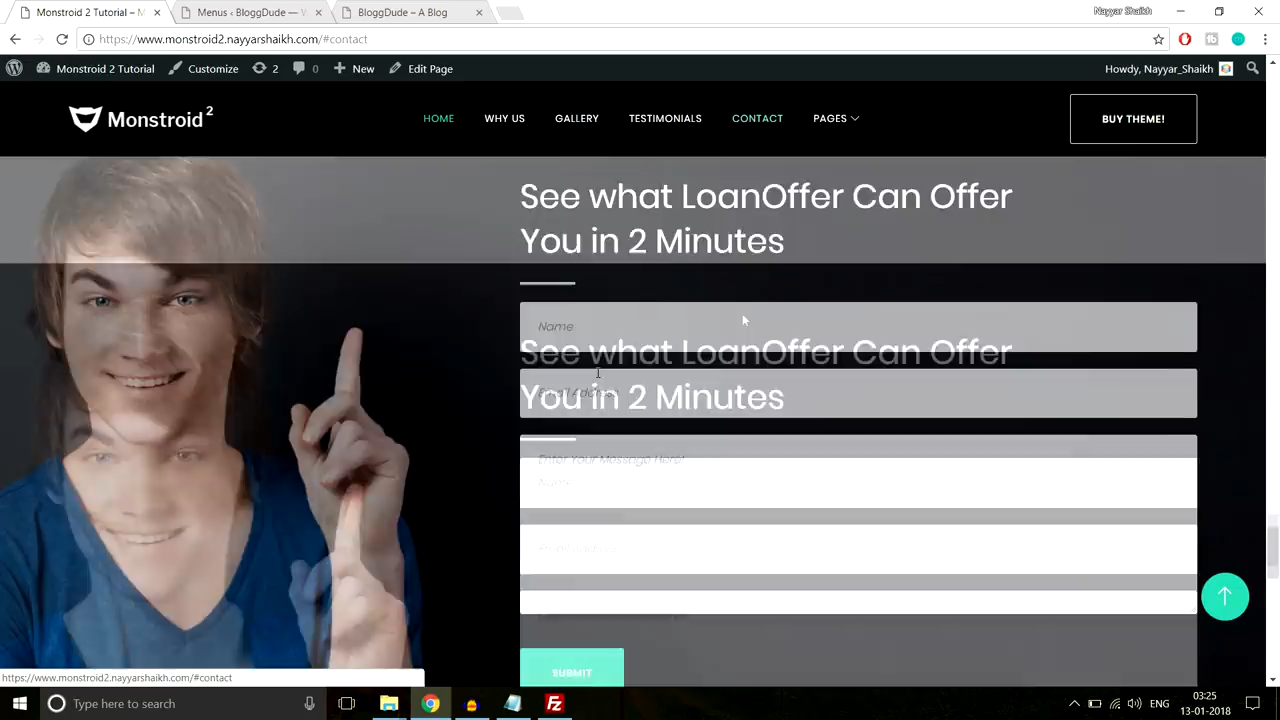 Monstroid 2 Tutorial – M
Menus ‹ BloggDude — W
BloggDude – A Blog
Nayyar Shaikh
https://www.monstroid2.nayyarshaikh.com/#contact
Monstroid 2 Tutorial
Customize
2
0
New
Edit Page
Howdy, Nayyar_Shaikh
Monstroid 2
HOME
WHY US
GALLERY
TESTIMONIALS
CONTACT
PAGES
BUY THEME!
See what LoanOffer Can Offer
You in 2 Minutes
Name
See what LoanOffer Can Offer
Email Address
You in 2 Minutes
Enter Your Message Here!
Name
SUBMIT
https://www.monstroid2.nayyarshaikh.com/#contact
Type here to search
ENG
03:25
13-01-2018